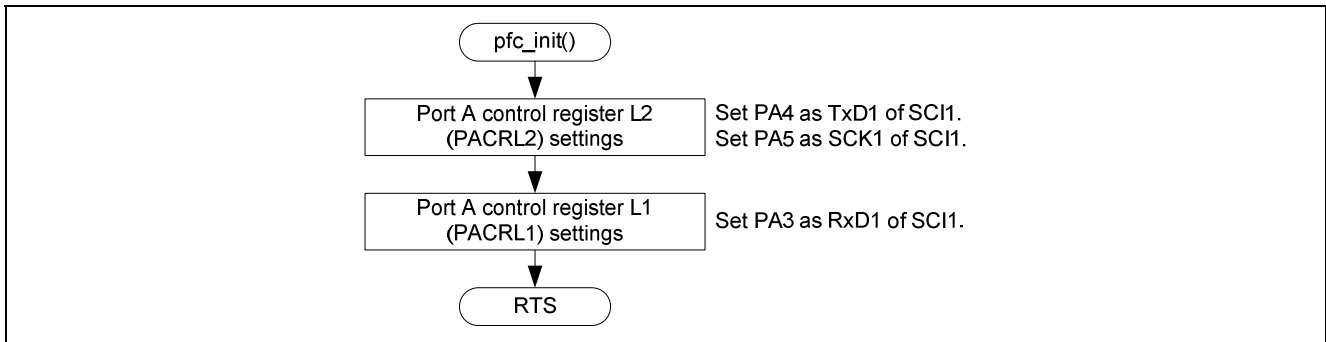 pfc_init()
Port A control register L2
(PACRL2) settings
Set PA4 as TxD1 of SCI1.
Set PA5 as SCK1 of SCI1.
Port A control register L1
(PACRL1) settings
Set PA3 as RxD1 of SCI1.
RTS